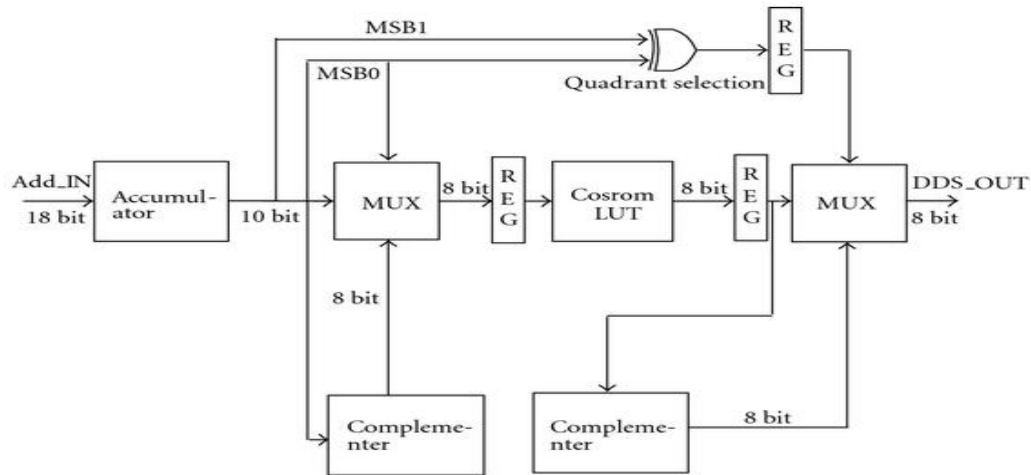 MSB1
R
E
G
MSB0
Quadrant selection
Add_IN
18 bit
Accumul-
ator
10 bit
MUX
8 bit
R
E
G
Cosrom
LUT
8 bit
R
E
G
MUX
DDS_OUT
8 bit
8 bit
Compleme-
nter
Compleme-
nter
8 bit